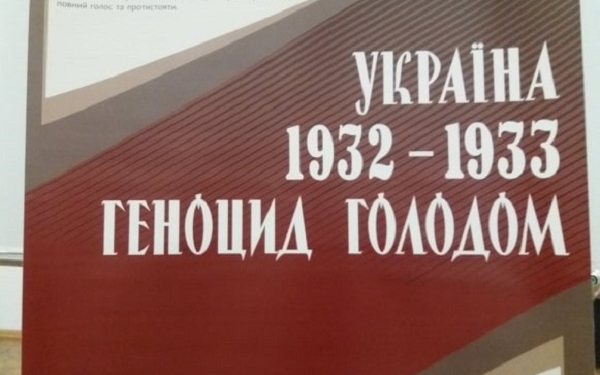 повний голос та протистояти.
УКРАЇНА
1932 – 1933
ГЕНОЦИД ГОЛОДОМ